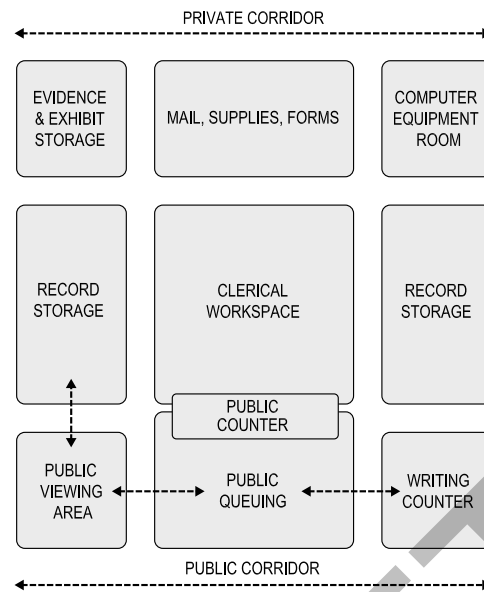 PRIVATE CORRIDOR
EVIDENCE
& EXHIBIT
STORAGE
MAIL, SUPPLIES, FORMS
COMPUTER
EQUIPMENT
ROOM
RECORD
STORAGE
CLERICAL
WORKSPACE
RECORD
STORAGE
PUBLIC
COUNTER
PUBLIC
VIEWING
AREA
PUBLIC
QUEUING
WRITING
COUNTER
PUBLIC CORRIDOR